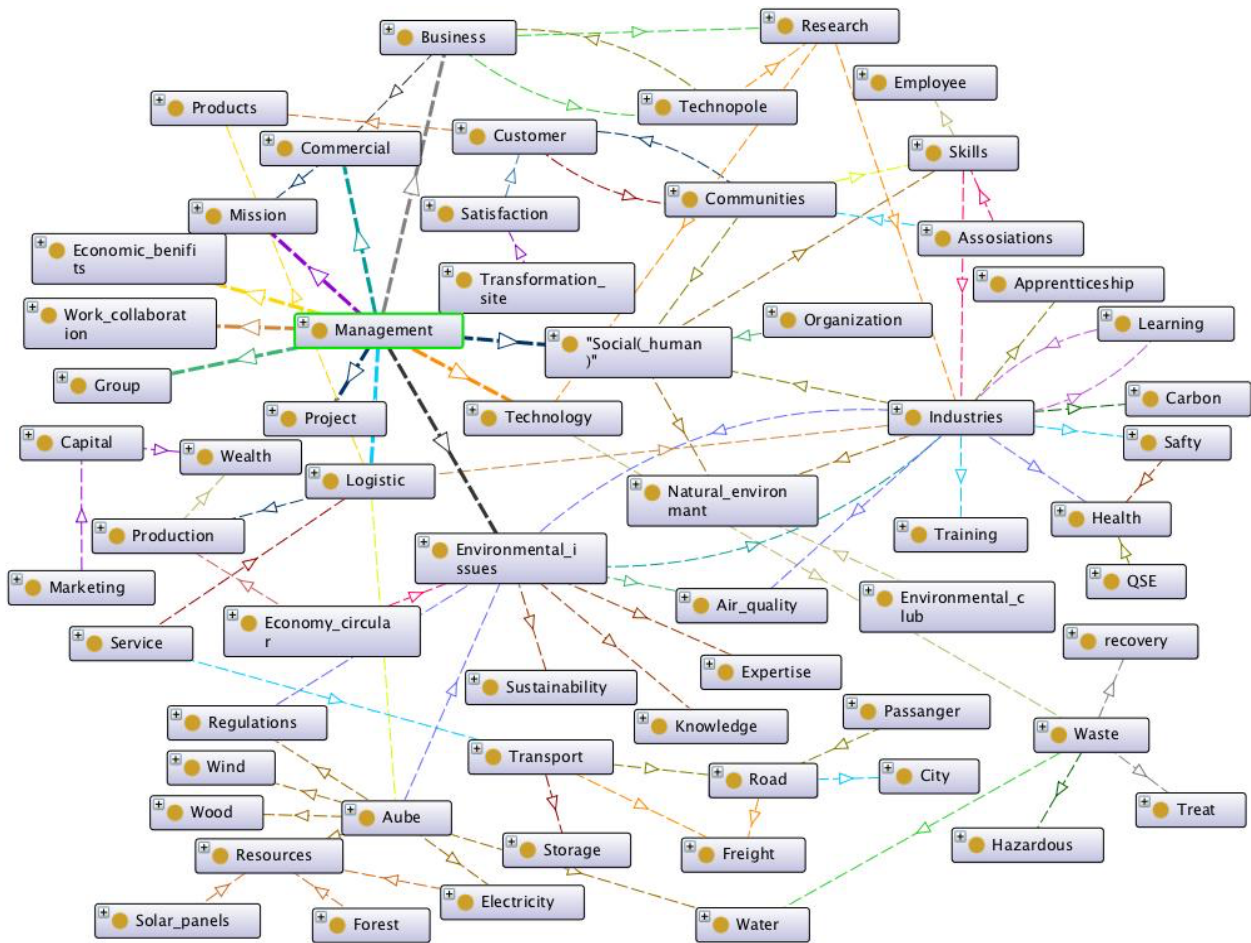 Research
Business
Employee
Products
Technopole
Customer
Commercial
Skills
Communities
Mission
Satisfaction
Assosiations
Economic_benifi
ts
Transformation_
site
Apprentticeship
Work_collaborat
ion
Management
Organization
Learning
"Social(_human
)"
Group
Carbon
Project
Technology
Industries
Capital
Safty
Wealth
Logistic
Natural_environ
mant
Health
Production
Training
Environmental_i
ssues
Marketing
QSE
Air_quality
Environmental_c
lub
Economy_circula
r
Service
recovery
Expertise
Sustainability
Regulations
Knowledge
Passanger
Waste
Transport
Wind
Road
City
Wood
Aube
Treat
Resources
Storage
Freight
Hazardous
Electricity
Solar_panels
Forest
Water